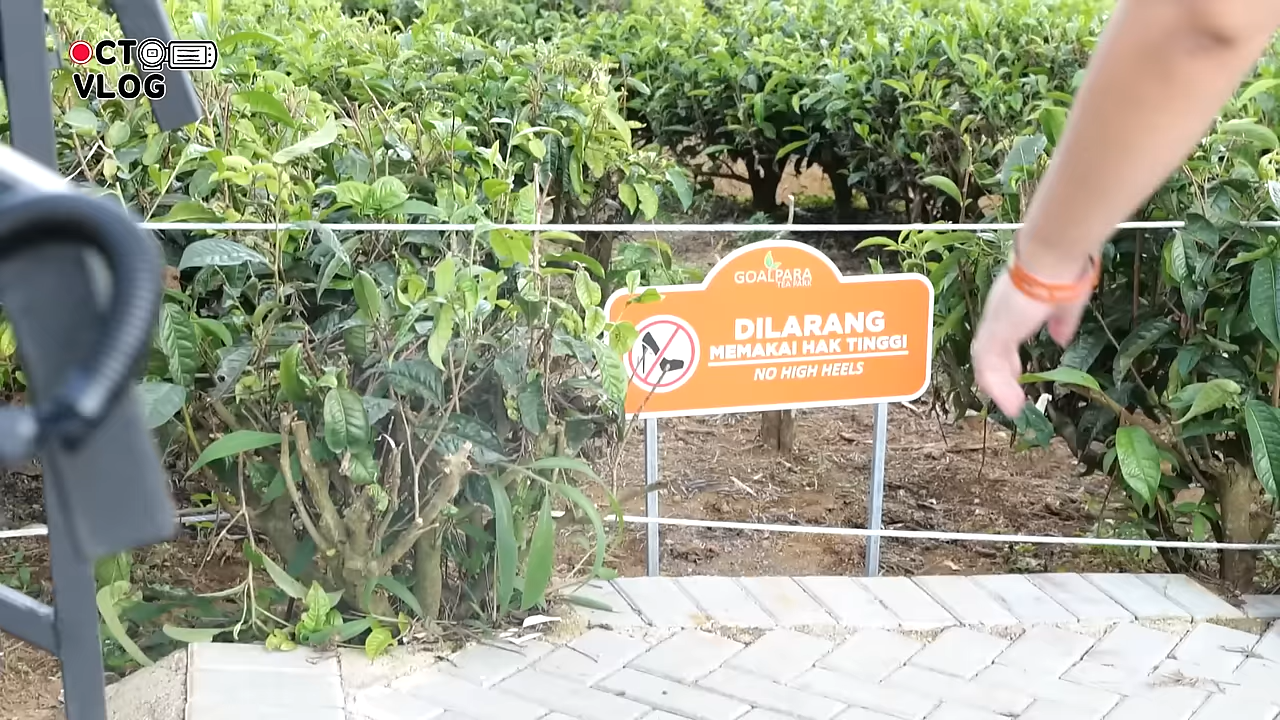 OCTO
VLOG
GOALPARA
TEA PARK
DILARANG
MEMAKAI HAK TINGGI
NO HIGH HEELS